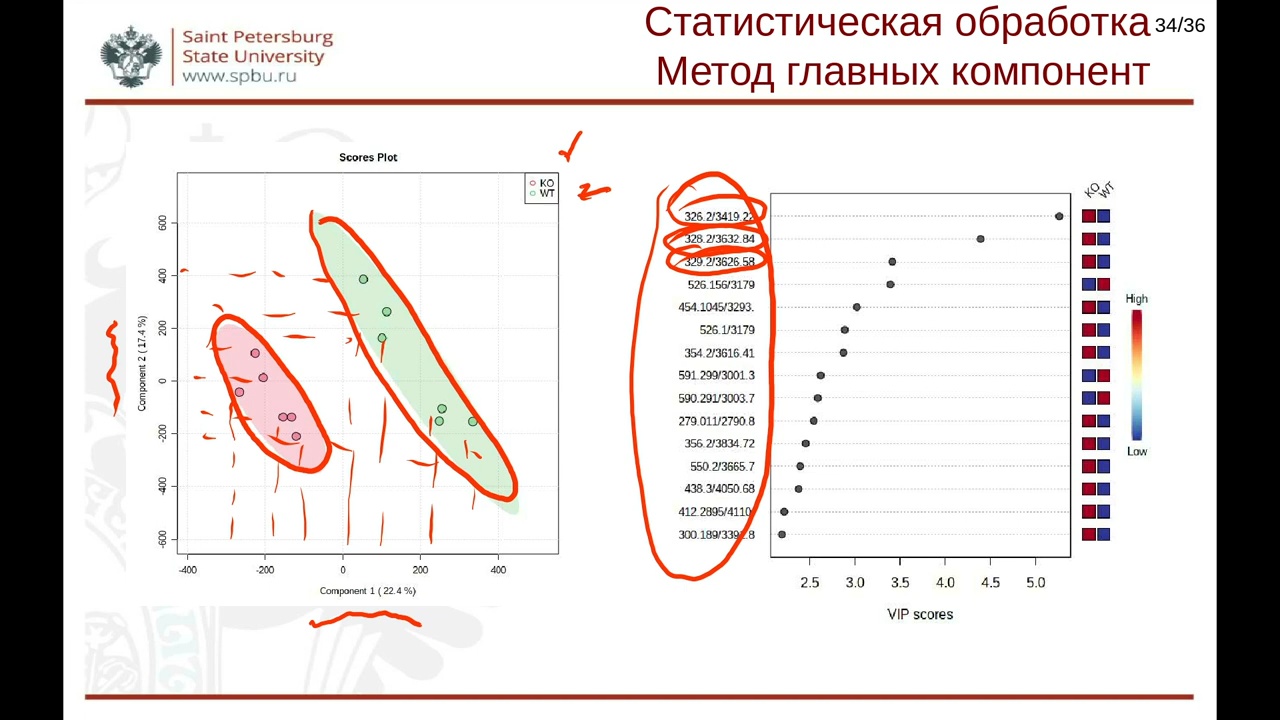 Saint Petersburg
State University
www.spbu.ru
Статистическая обработка
Метод главных компонент
34/36
Scores Plot
KO
WT
Component 2 ( 17.4 %)
600
400
200
0
-200
-400
-600
-400 -200 0 200 400
Component 1 ( 22.4 %)
326.2/3419.22
328.2/3632.84
329.2/3626.58
526.156/3179
454.1045/3293.
526.1/3179
354.2/3616.41
591.299/3001.3
590.291/3003.7
279.011/2790.8
356.2/3834.72
550.2/3665.7
438.3/4050.68
412.2895/4110
2.5 3.0 3.5 4.0 4.5 5.0
VIP scores
KO WT
High
Low